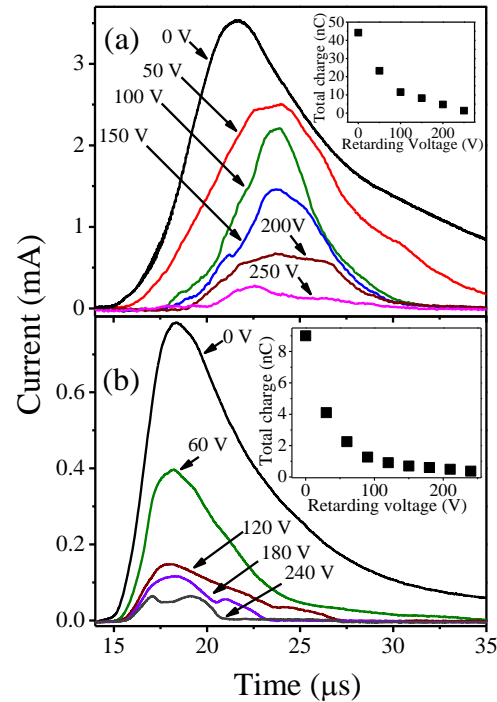 (a)
0 V
50 V
100 V
150 V
200V
250 V
3
2
1
0
Total charge (nC)
50
40
30
20
10
0
0 100 200
Retarding Voltage (V)
Current (mA)
(b)
0 V
60 V
120 V
180 V
240 V
0.6
0.4
0.2
0.0
Total charge (nC)
8
4
0
0 100 200
Retarding voltage (V)
15 20 25 30 35
Time (μs)